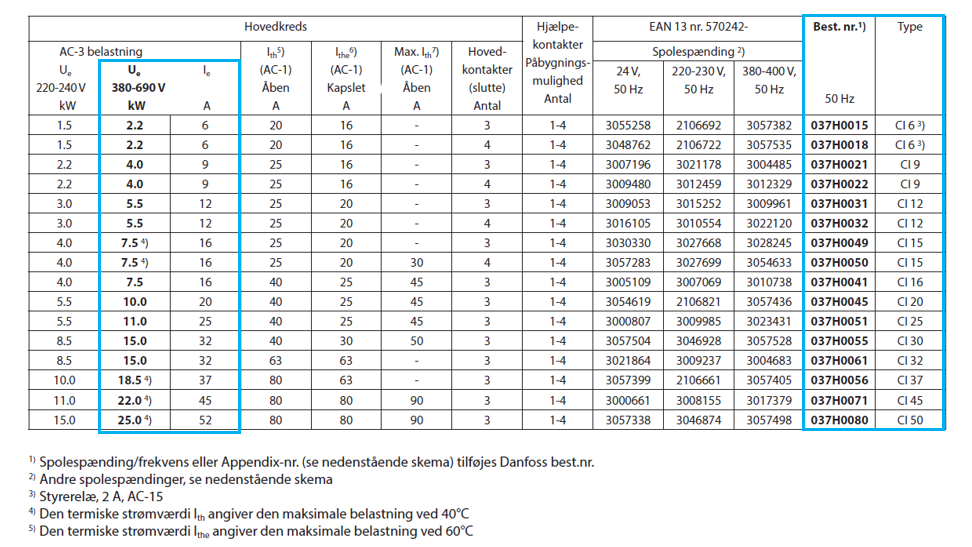 Hovedkreds Hjælpe- kontakter Påbygnings- mulighed Antal EAN 13 nr. 570242- Best. nr.1) Type
AC-3 belastning Ith5) (AC-1) Åben A Ithe6) (AC-1) Kapslet A Max. Ith7) (AC-1) Åben A Hoved- kontakter (slutte) Antal Spolespænding 2)
Ue 220-240 V kW Ue 380-690 V kW Ie A 24 V, 50 Hz 220-230 V, 50 Hz 380-400 V, 50 Hz 50 Hz
1.5 2.2 6 20 16 - 3 1-4 3055258 2106692 3057382 037H0015 CI 6 3)
1.5 2.2 6 20 16 - 4 1-4 3048762 2106722 3057535 037H0018 CI 6 3)
2.2 4.0 9 25 16 - 3 1-4 3007196 3021178 3004485 037H0021 CI 9
2.2 4.0 9 25 16 - 4 1-4 3009480 3012459 3012329 037H0022 CI 9
3.0 5.5 12 25 20 - 3 1-4 3009053 3015252 3009961 037H0031 CI 12
3.0 5.5 12 25 20 - 4 1-4 3016105 3010554 3022120 037H0032 CI 12
4.0 7.5 4) 16 25 20 - 3 1-4 3030330 3027668 3028245 037H0049 CI 15
4.0 7.5 4) 16 25 20 30 4 1-4 3057283 3027699 3054633 037H0050 CI 15
4.0 7.5 16 40 25 45 3 1-4 3005109 3007069 3010738 037H0041 CI 16
5.5 10.0 20 40 25 45 3 1-4 3054619 2106821 3057436 037H0045 CI 20
5.5 11.0 25 40 25 45 3 1-4 3000807 3009985 3023431 037H0051 CI 25
8.5 15.0 32 40 30 50 3 1-4 3057504 3046928 3057528 037H0055 CI 30
8.5 15.0 32 63 63 - 3 1-4 3021864 3009237 3004683 037H0061 CI 32
10.0 18.5 4) 37 80 63 3 1-4 3057399 2106661 3057405 037H0056 CI 37
11.0 22.0 4) 45 80 80 90 3 1-4 3000661 3008155 3017379 037H0071 CI 45
15.0 25.0 4) 52 80 80 90 3 1-4 3057338 3046874 3057498 037H0080 CI 50
1) Spolespænding/frekvens eller Appendix-nr. (se nedenstående skema) tilføjes Danfoss best.nr.
2) Andre spolespændinger, se nedenstående skema
3) Styrerelæ, 2 A, AC-15
4) Den termiske strømværdi Ith angiver den maksimale belastning ved 40°C
5) Den termiske strømværdi Ithe angiver den maksimale belastning ved 60°C